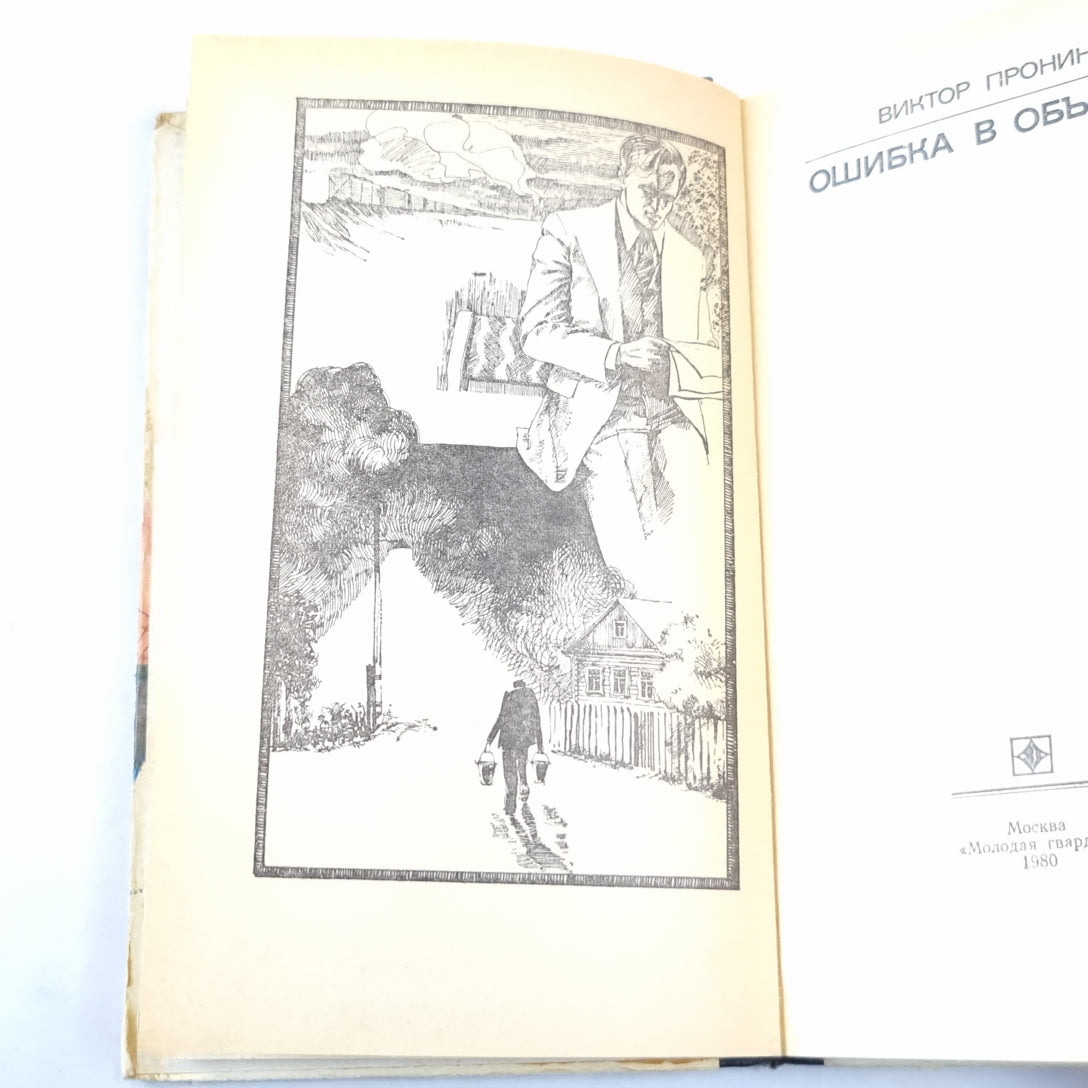 ВИКТОР ПРОНИН
ОШИБКА В ОБЪ
Москва
«Молодая гвард
1980